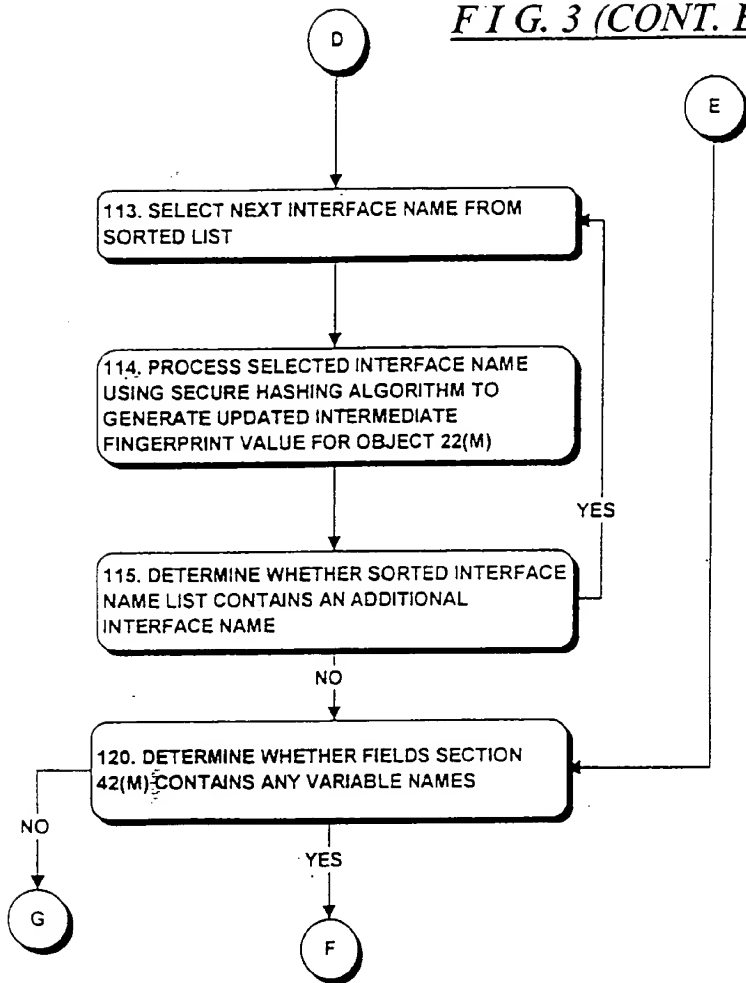 F I G. 3 (CONT. B
D
E
113. SELECT NEXT INTERFACE NAME FROM
SORTED LIST
114. PROCESS SELECTED INTERFACE NAME
USING SECURE HASHING ALGORITHM TO
GENERATE UPDATED INTERMEDIATE
FINGERPRINT VALUE FOR OBJECT 22(M)
YES
115. DETERMINE WHETHER SORTED INTERFACE
NAME LIST CONTAINS AN ADDITIONAL
INTERFACE NAME
NO
120. DETERMINE WHETHER FIELDS SECTION
42(M) CONTAINS ANY VARIABLE NAMES
NO
YES
G
F